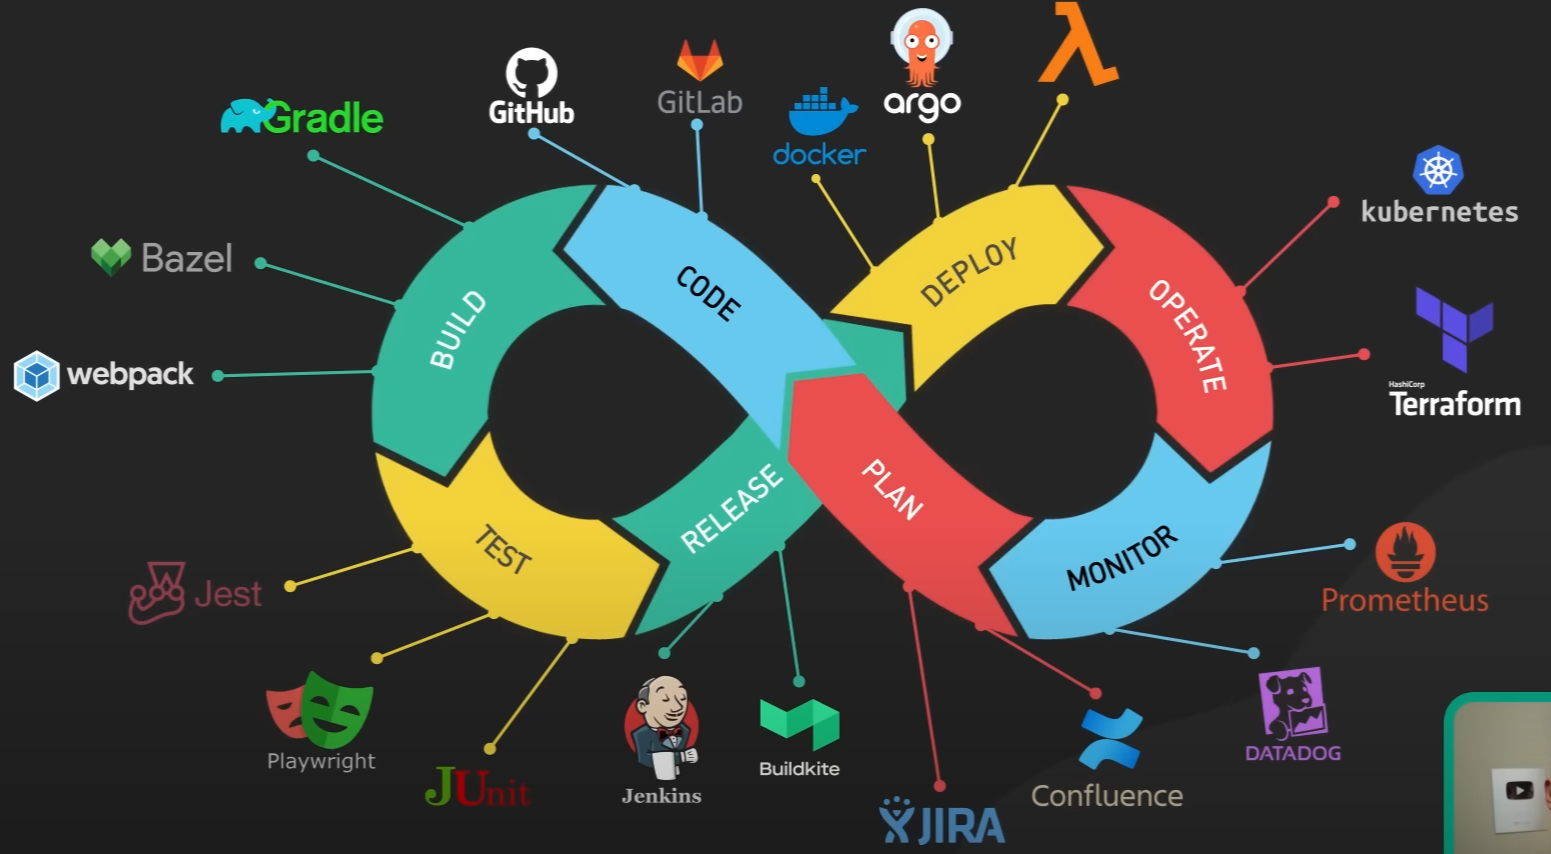 GitHub
GitLab
docker
argo
Gradle
Bazel
webpack
kubernetes
HashiCorp
Terraform
CODE
DEPLOY
OPERATE
BUILD
TEST
RELEASE
PLAN
MONITOR
Jest
Playwright
JUnit
Jenkins
Buildkite
JIRA
Confluence
DATADOG
Prometheus